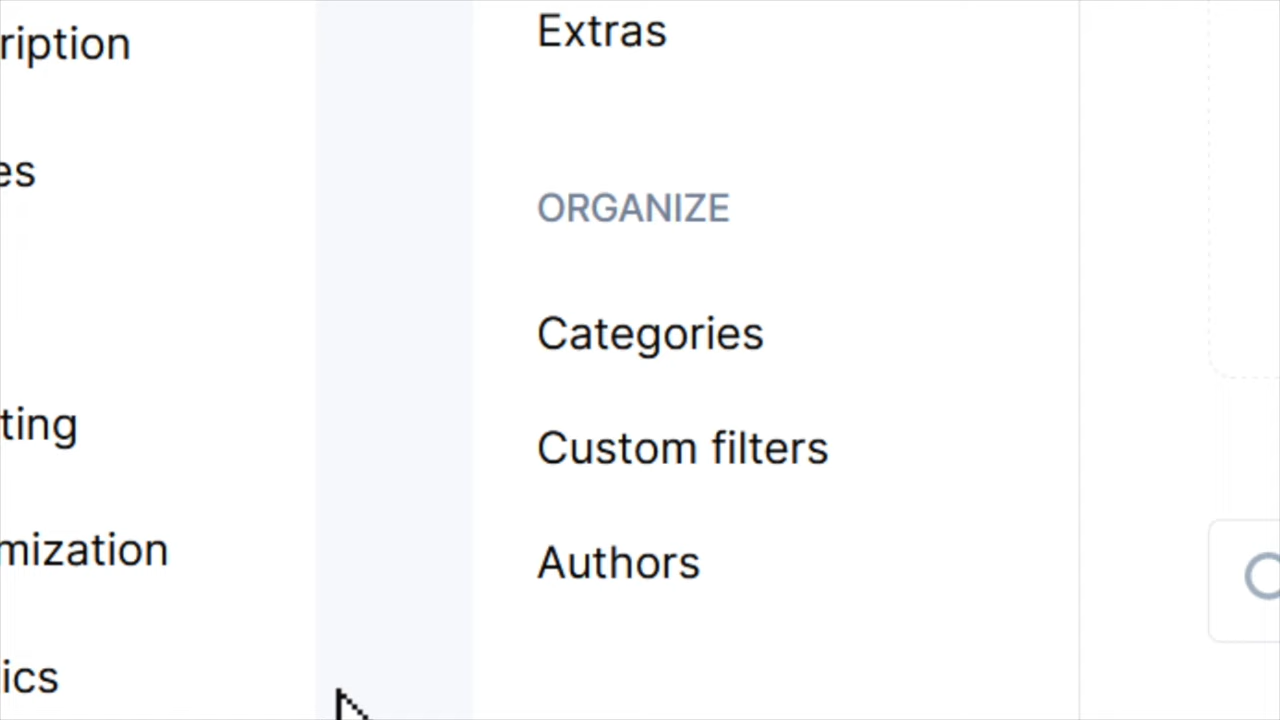 ription
es
ting
mization
ics
Extras
ORGANIZE
Categories
Custom filters
Authors